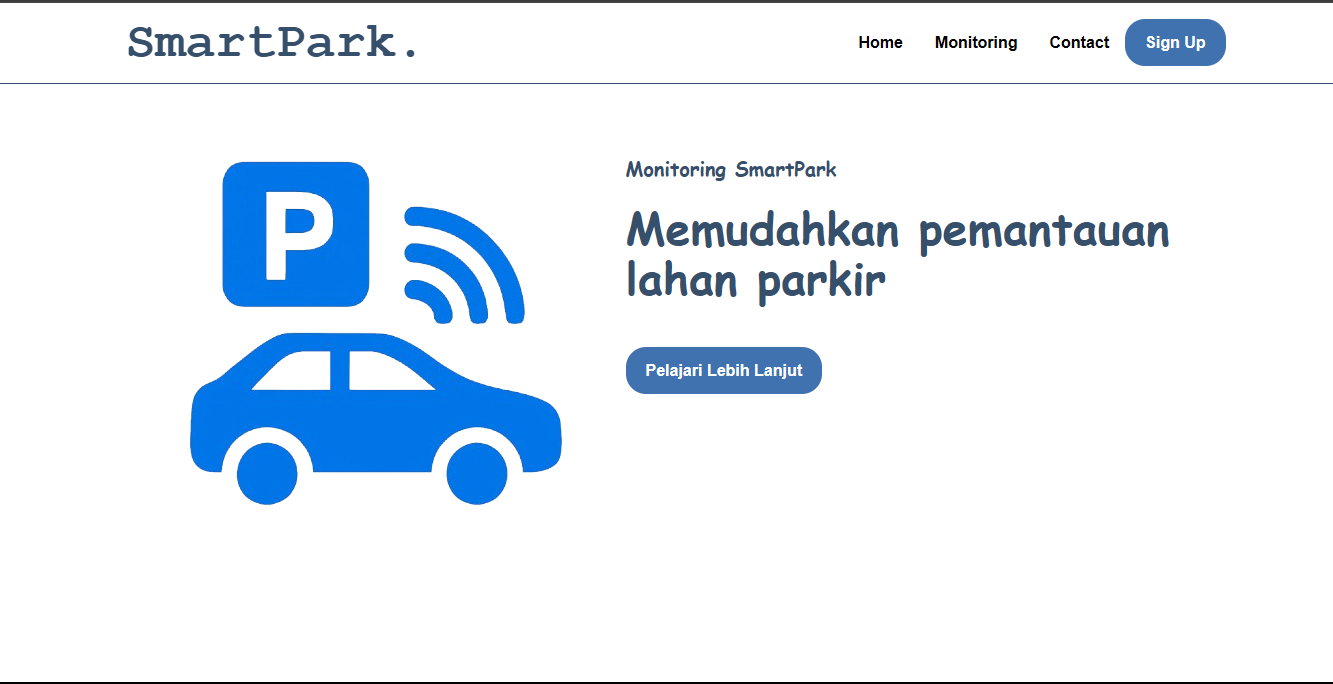 SmartPark.
Home
Monitoring
Contact
Sign Up
P
Monitoring SmartPark
Memudahkan pemantauan
lahan parkir
Pelajari Lebih Lanjut